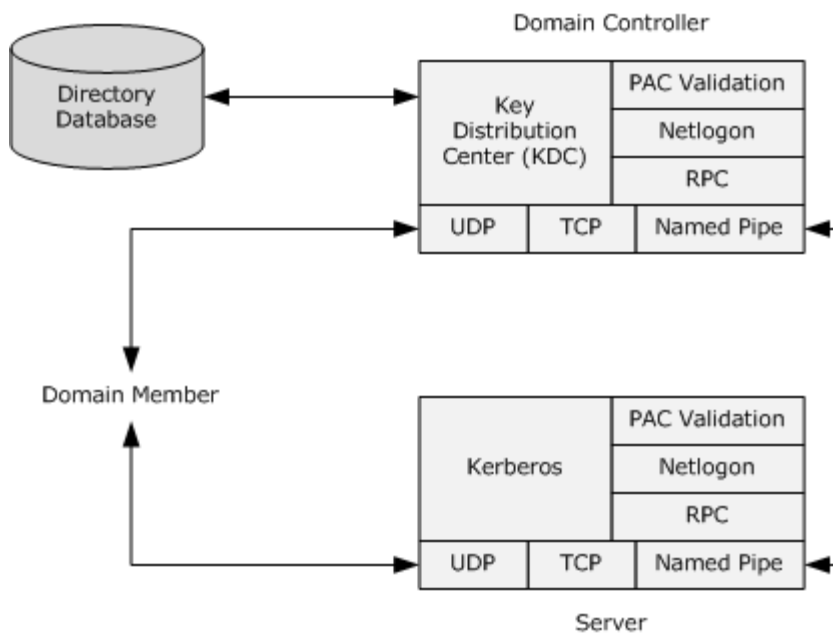 Domain Controller
Directory
Database
Key
Distribution
Center (KDC)
PAC Validation
Netlogon
RPC
UDP
TCP
Named Pipe
Domain Member
Kerberos
PAC Validation
Netlogon
RPC
UDP
TCP
Named Pipe
Server